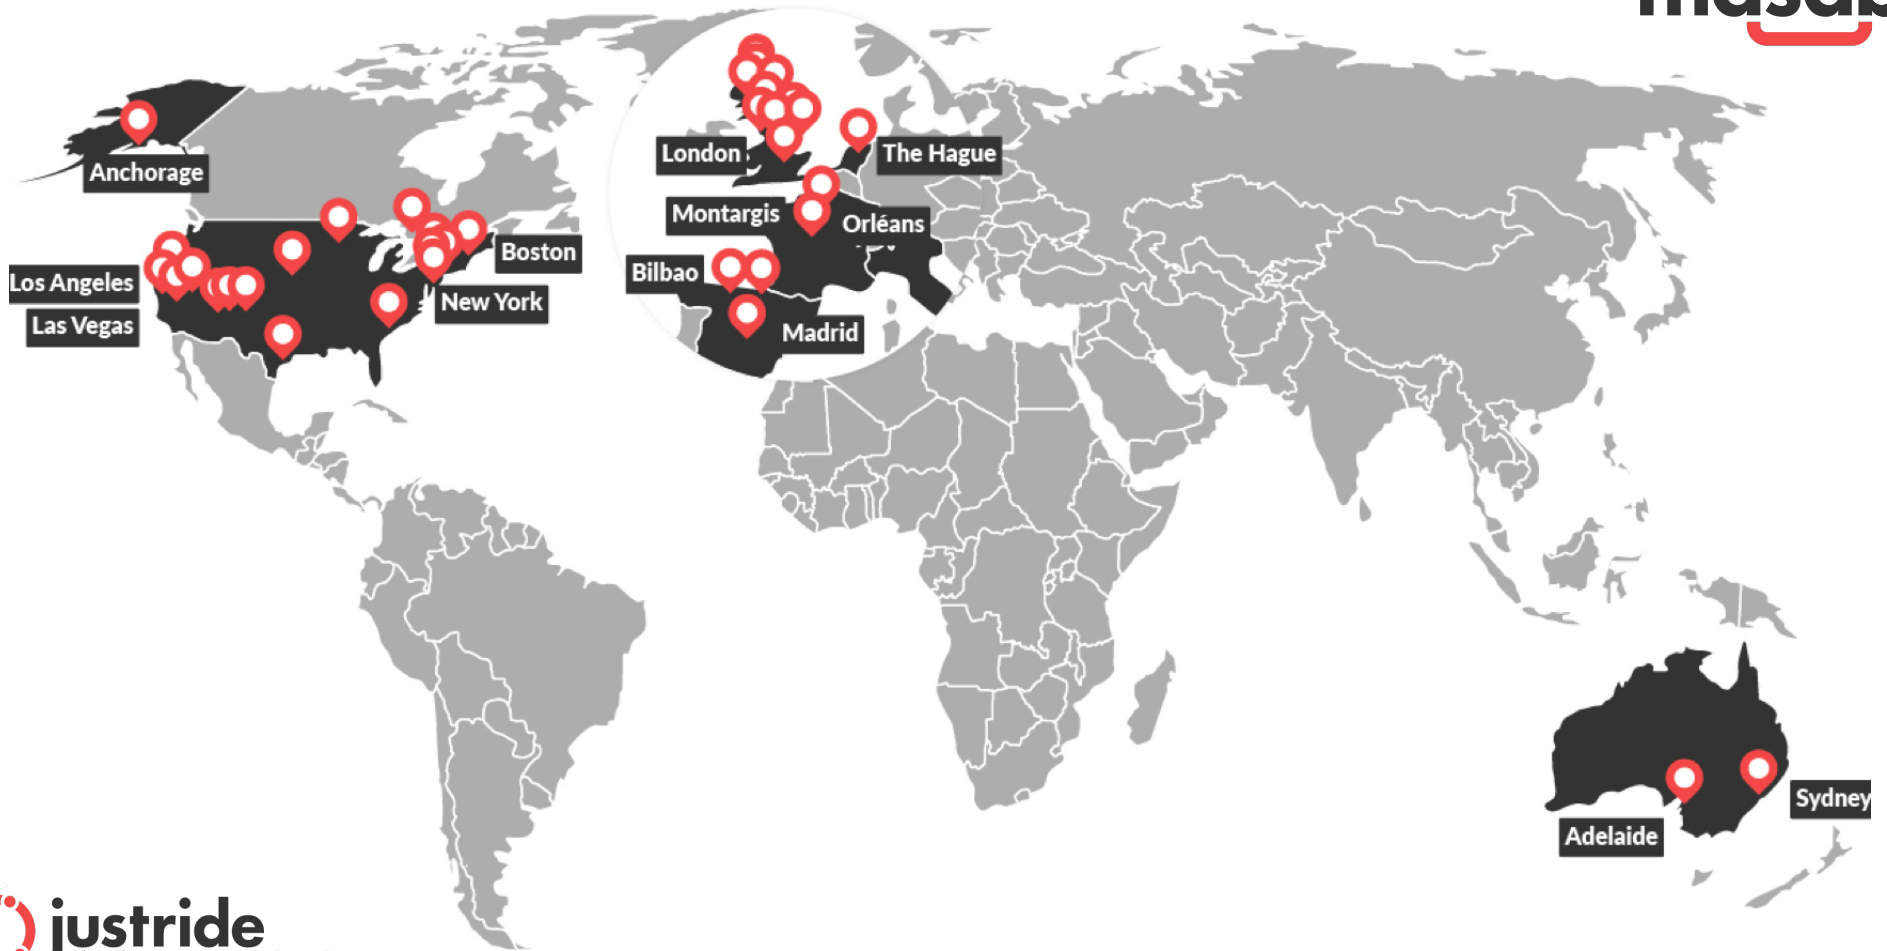 Anchorage
London
The Hague
Montargis
Orléans
Boston
Bilbao
Los Angeles
New York
Las Vegas
Madrid
Sydney
Adelaide
justride